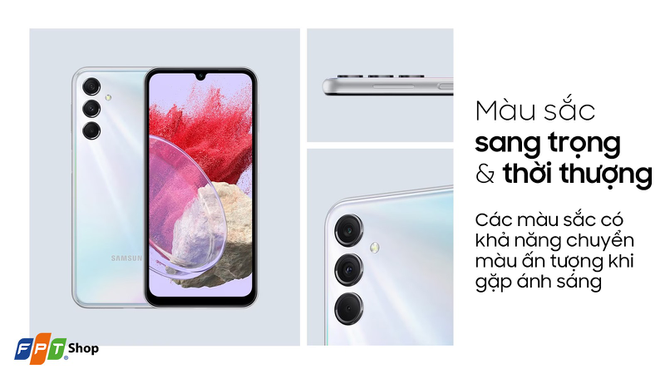 SAMSUNG
Màu sắc
sang trọng
& thời thượng
Các màu sắc có
khả năng chuyển
màu ấn tượng khi
gặp ánh sáng
FPT Shop